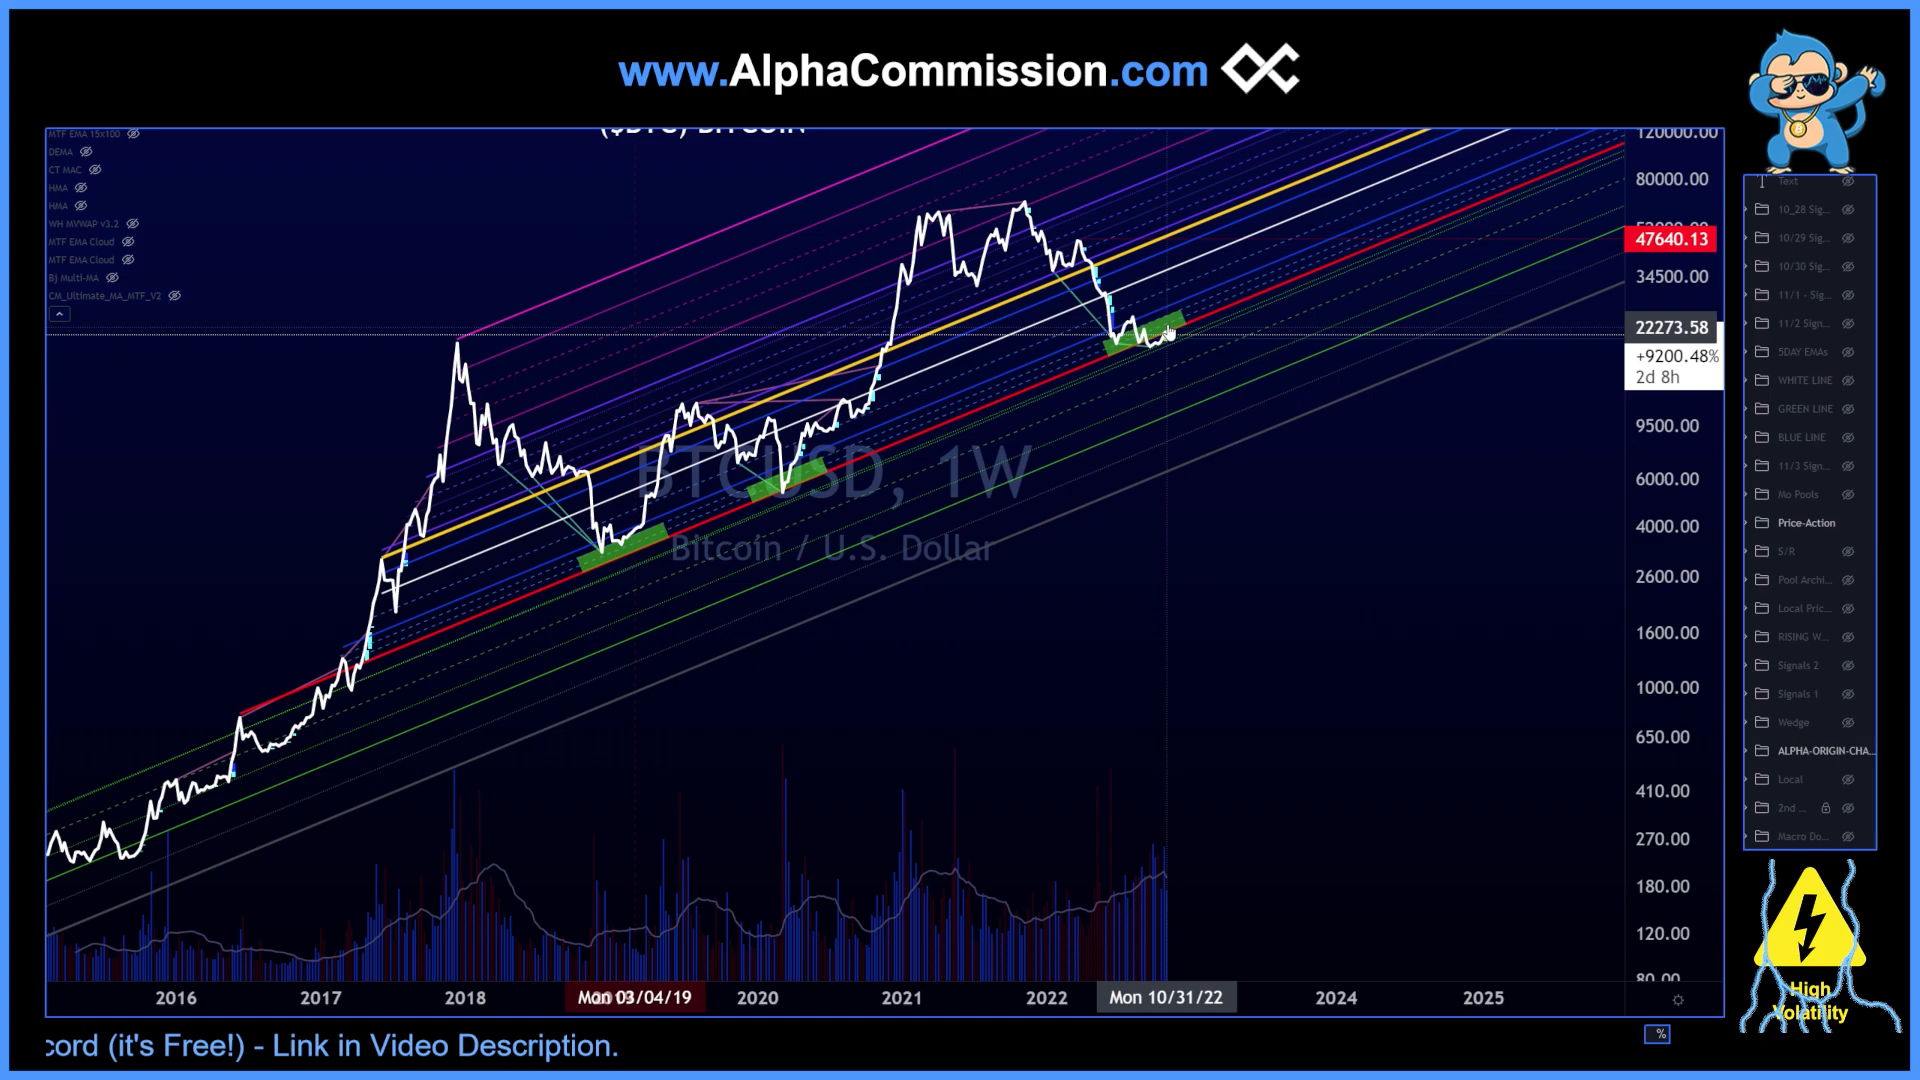 www.AlphaCommission.com
($BTC) BITCOIN
MTF EMA 15x100
DEMA
CT MAC
HMA
HMA
WH MVWAP v3.2
MTF EMA Cloud
MTF EMA Cloud
Bj Multi-MA
CM_Ultimate_MA_MTF_V2
BTCUSD, 1W
Bitcoin / U.S. Dollar
120000.00
80000.00
47640.13
34500.00
22273.58
+9200.48%
2d 8h
9500.00
6000.00
4000.00
2600.00
1600.00
1000.00
650.00
410.00
270.00
180.00
120.00
80.00
2016
2017
2018
Mon 03/04/19
2020
2021
2022
Mon 10/31/22
2024
2025
Text
10_28 Sig...
10/29 Sig...
10/30 Sig...
11/1 - Sig...
11/2 Sign...
5DAY EMAs
WHITE LINE
GREEN LINE
BLUE LINE
11/3 Sign...
Mo Pools
Price-Action
S/R
Pool Archi...
Local Pric...
RISING W...
Signals 2
Signals 1
Wedge
ALPHA-ORIGIN-CHA...
Local
2nd ...
Macro Do...
High
Volatility
%
cord (it's Free!) - Link in Video Description.